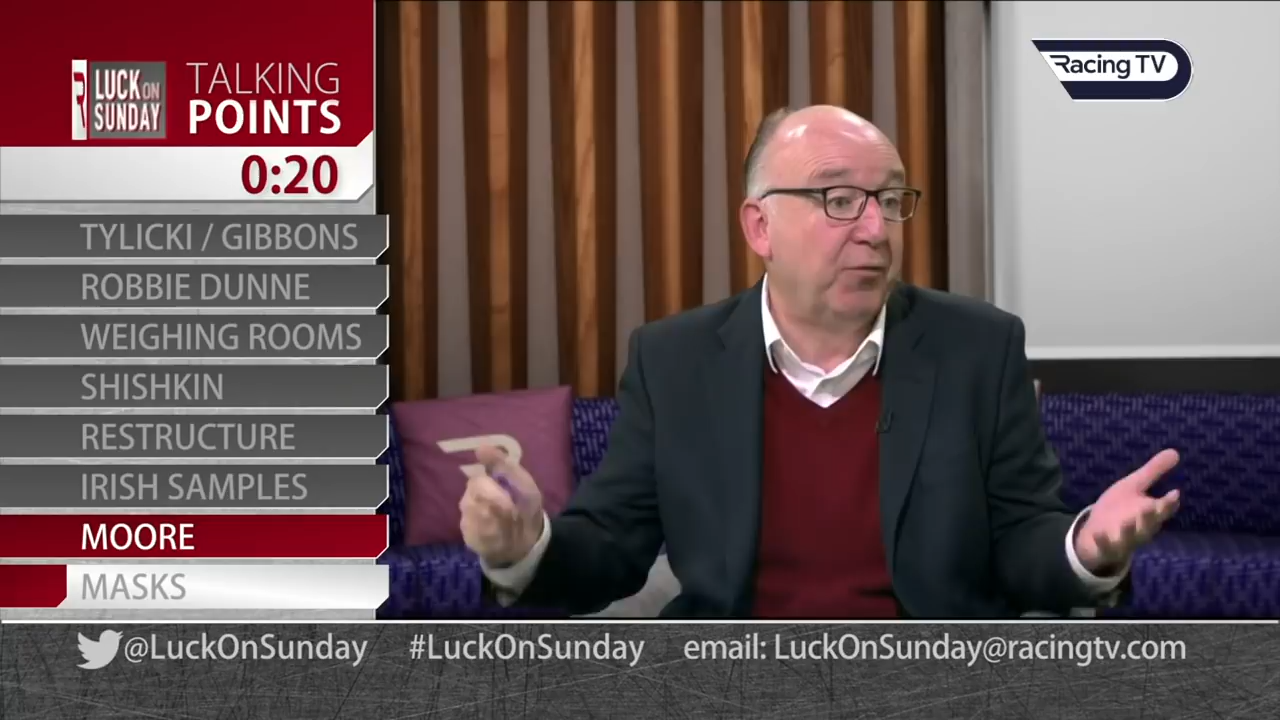 LUCK ON
SUNDAY
TALKING
POINTS
0:20
TYLICKI / GIBBONS
ROBBIE DUNNE
WEIGHING ROOMS
SHISHKIN
RESTRUCTURE
IRISH SAMPLES
MOORE
MASKS
Racing TV
@LuckOnSunday #LuckOnSunday email: LuckOnSunday@racingtv.com